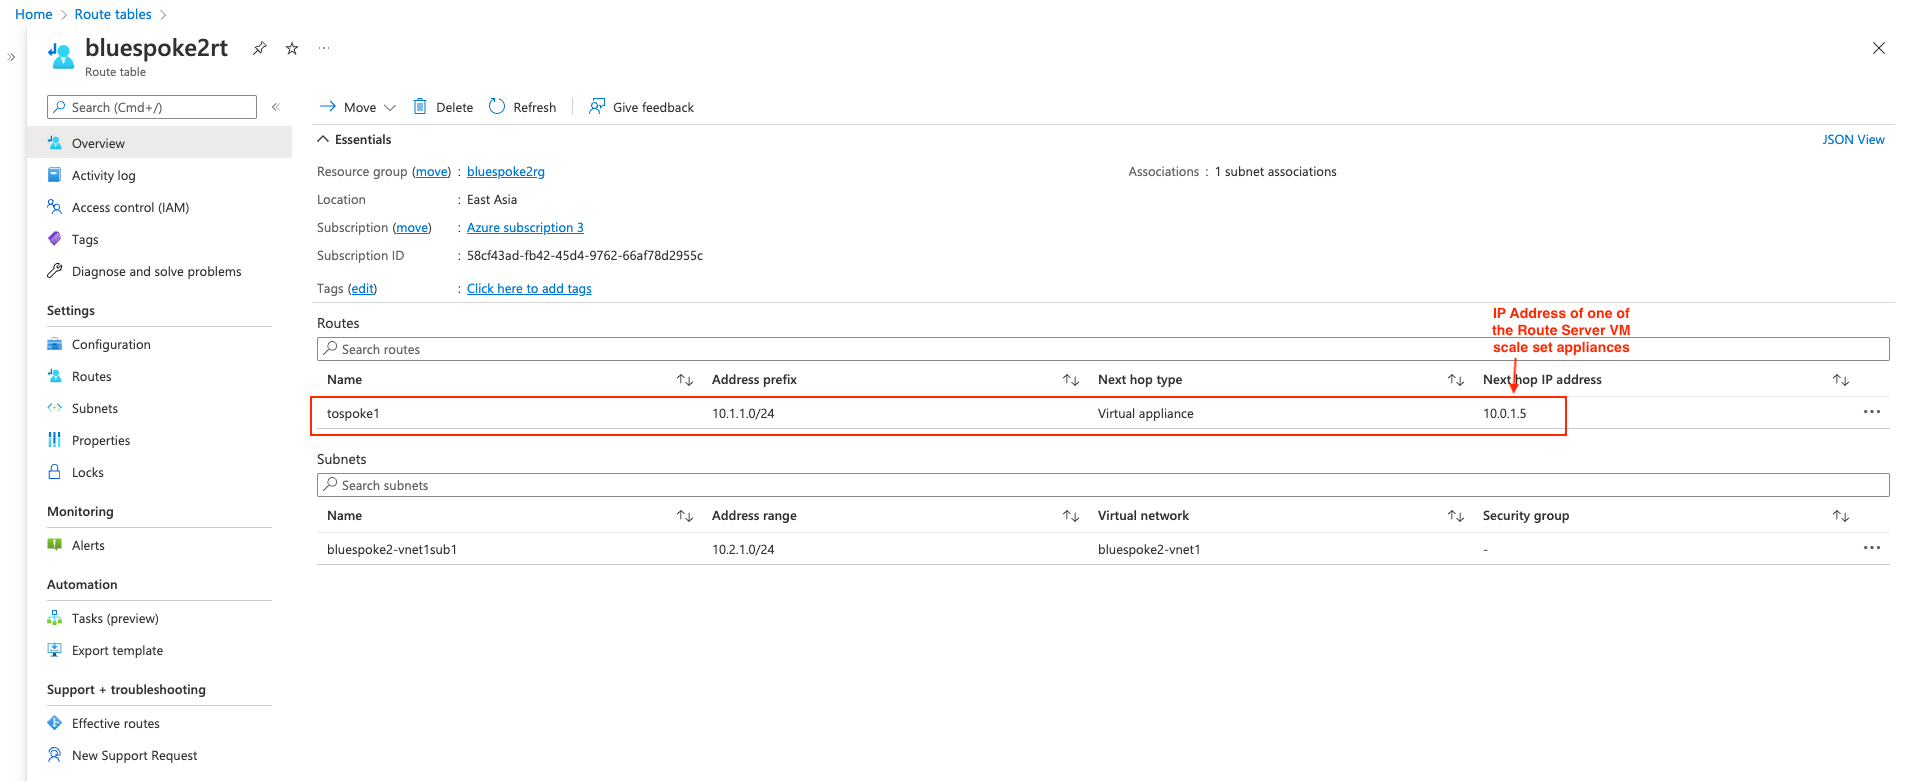 Home > Route tables >
bluespoke2rt
Route table
Search (Cmd+/)
Overview
Activity log
Access control (IAM)
Tags
Diagnose and solve problems
Settings
Configuration
Routes
Subnets
Properties
Locks
Monitoring
Alerts
Automation
Tasks (preview)
Export template
Support + troubleshooting
Effective routes
New Support Request
Move Delete Refresh Give feedback
Essentials JSON View
Resource group (move) : bluespoke2rg Associations : 1 subnet associations
Location : East Asia
Subscription (move) : Azure subscription 3
Subscription ID : 58cf43ad-fb42-45d4-9762-66af78d2955c
Tags (edit) : Click here to add tags
IP Address of one of
the Route Server VM
scale set appliances
Routes
Search routes
Name Address prefix Next hop type Next hop IP address
tospoke1 10.1.1.0/24 Virtual appliance 10.0.1.5
Subnets
Search subnets
Name Address range Virtual network Security group
bluespoke2-vnet1sub1 10.2.1.0/24 bluespoke2-vnet1 -